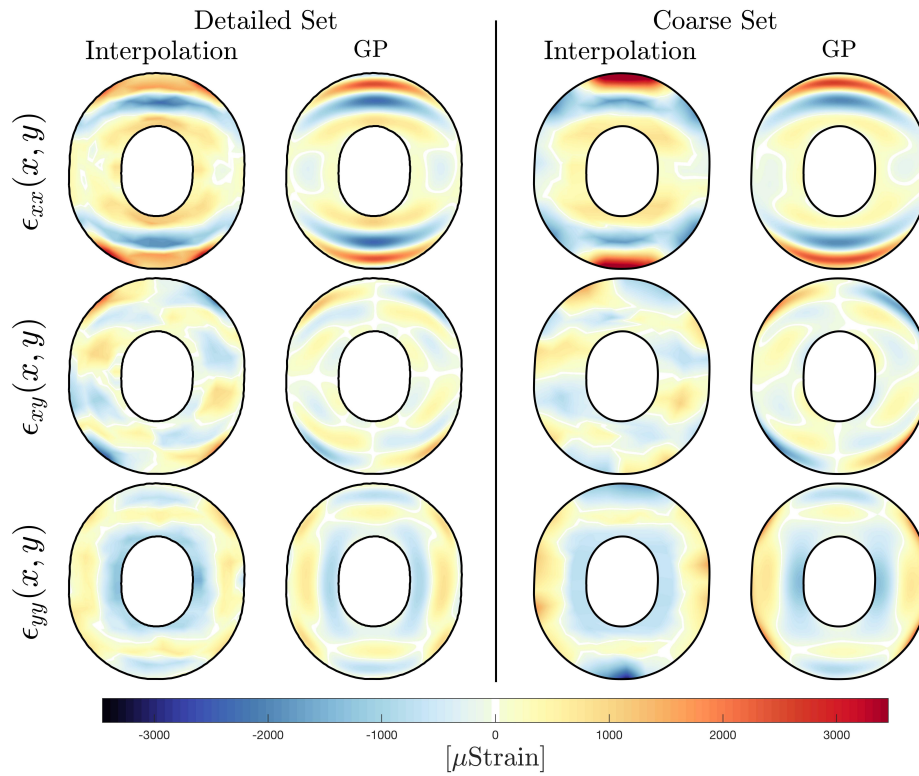 Detailed Set Coarse Set
Interpolation GP Interpolation GP
ϵxx(x, y)
ϵxy(x, y)
ϵyy(x, y)
-3000 -2000 -1000 0 1000 2000 3000
[μStrain]